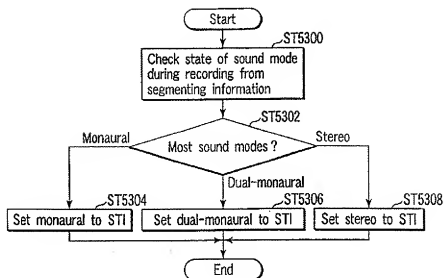 Start
ST5300
Check state of sound mode
during recording from
segmenting information
ST5302
Monaural
Most sound modes?
Stereo
Dual-monaural
ST5304
ST5306
ST5308
Set monaural to STI
Set dual-monaural to STI
Set stereo to STI
End